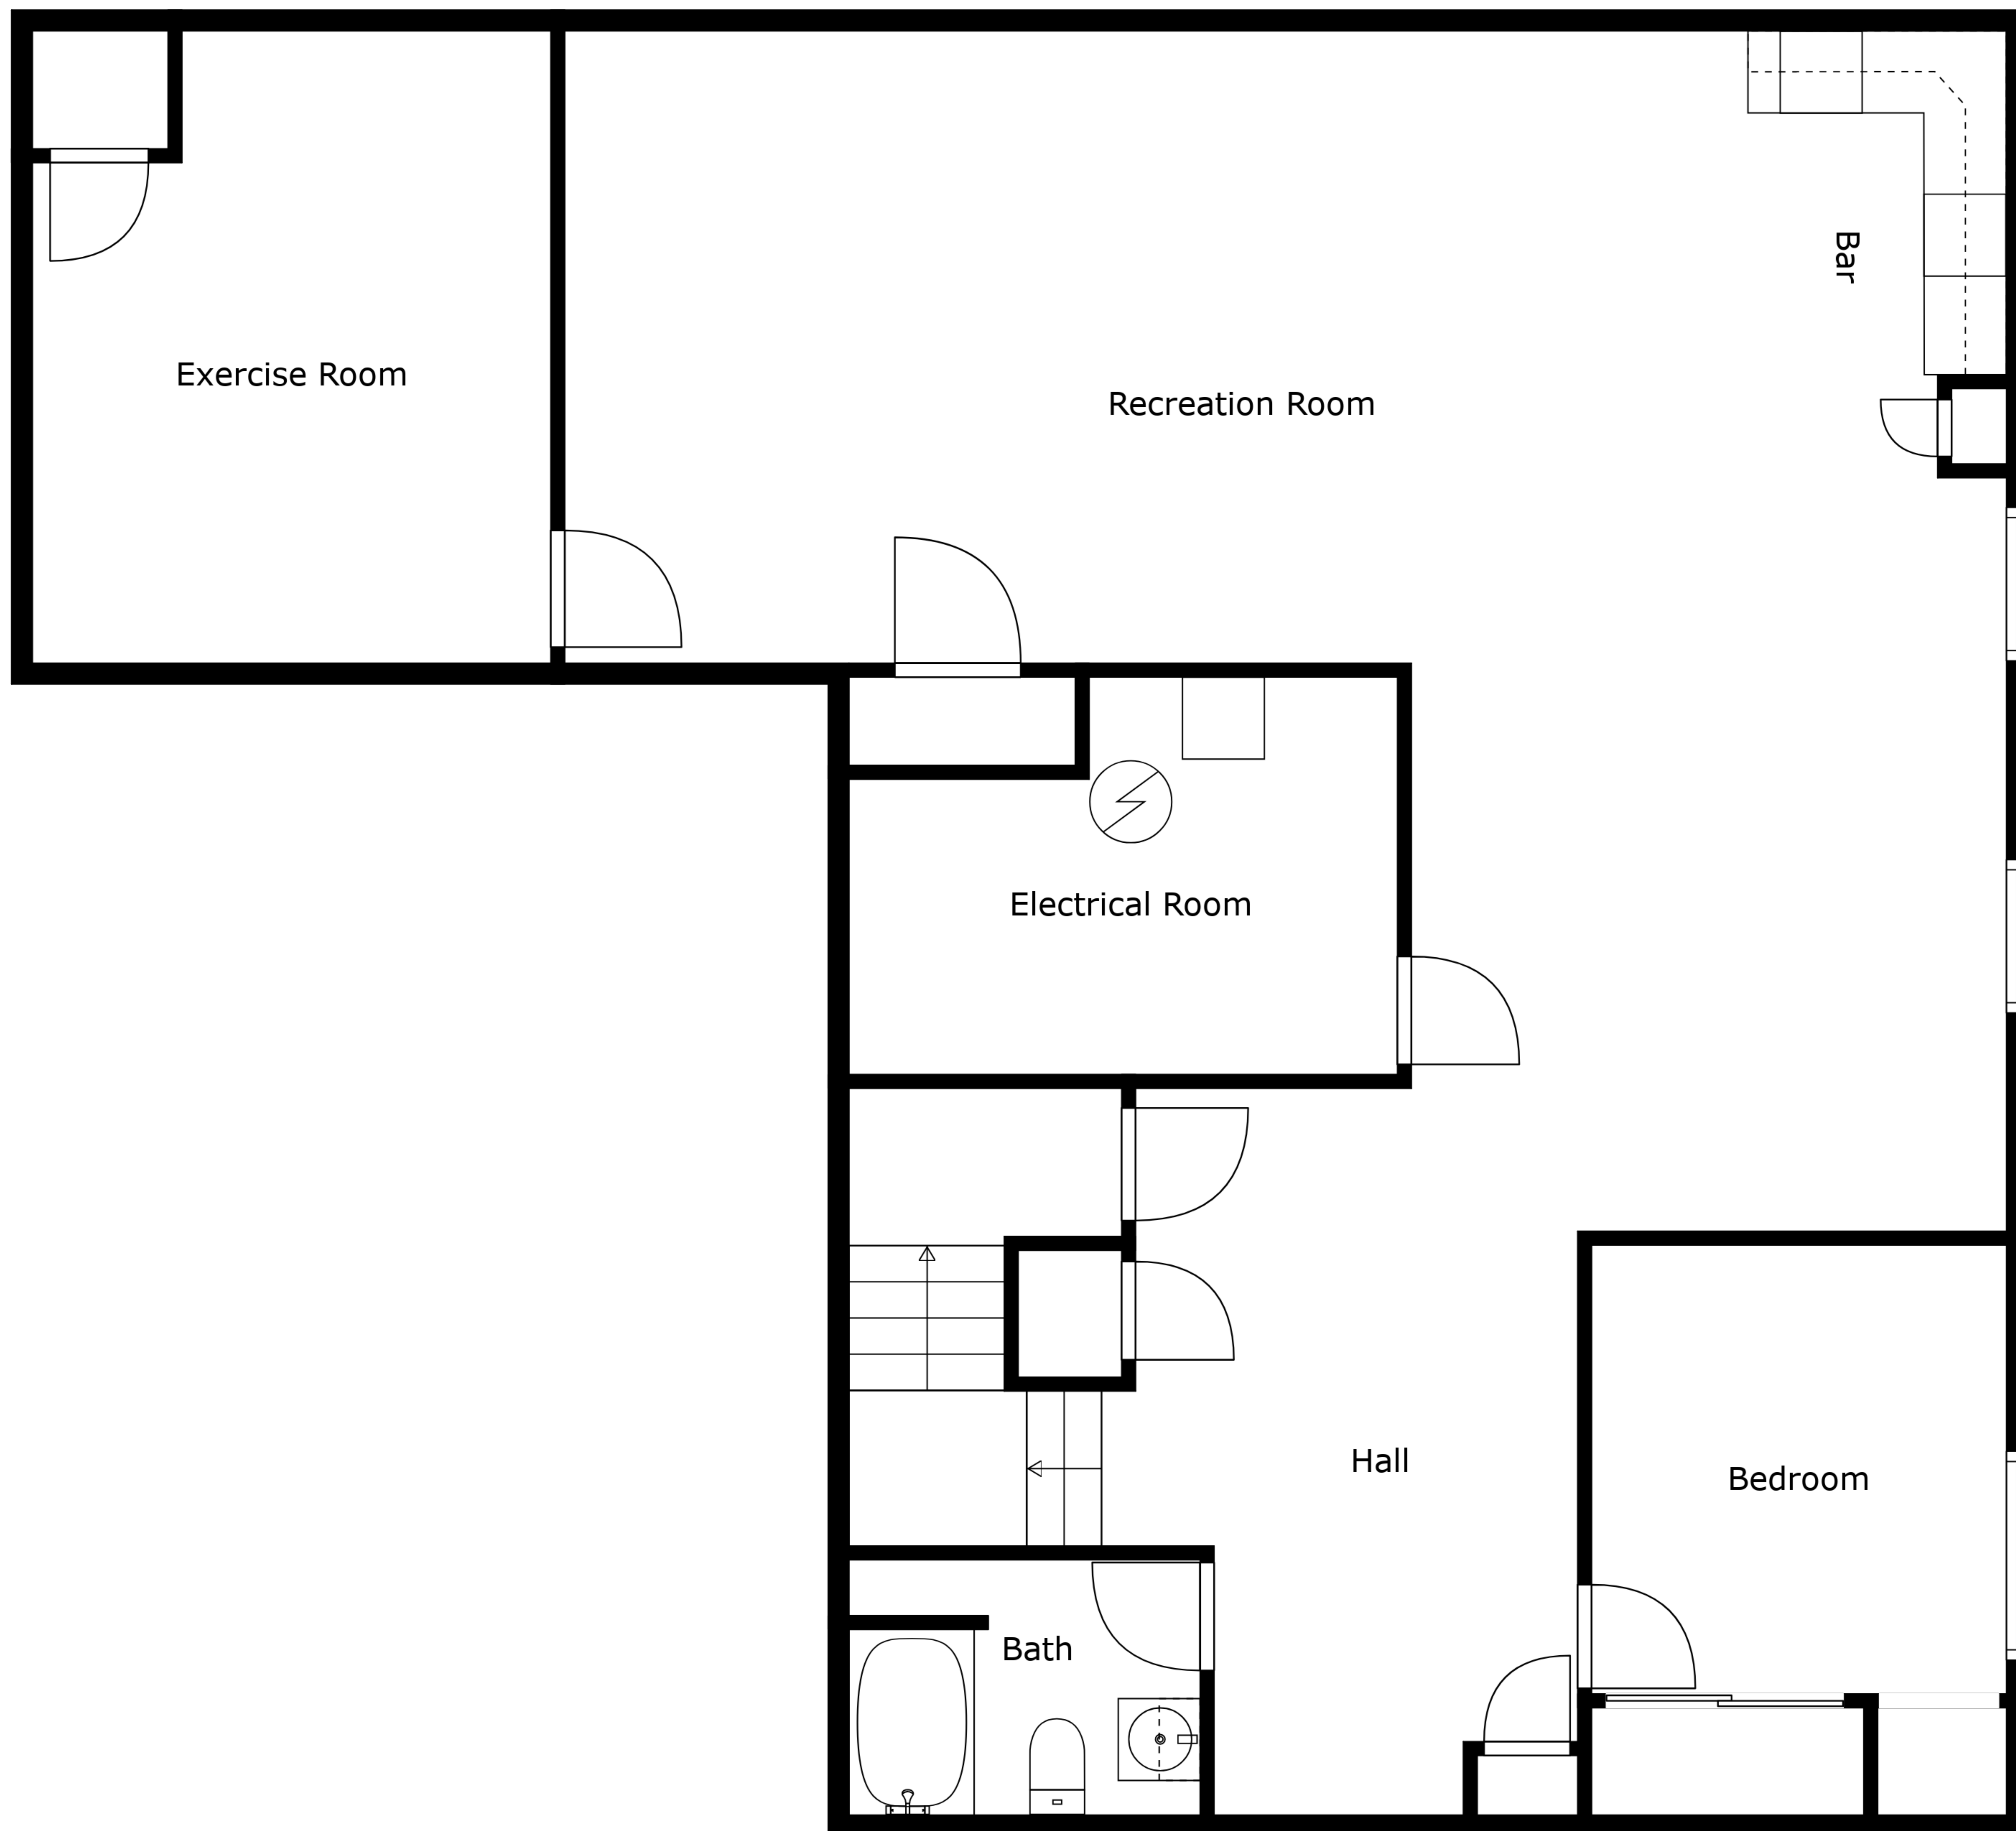 Bar
Exercise Room
Recreation Room
Electrical Room
Hall
Bedroom
Bath